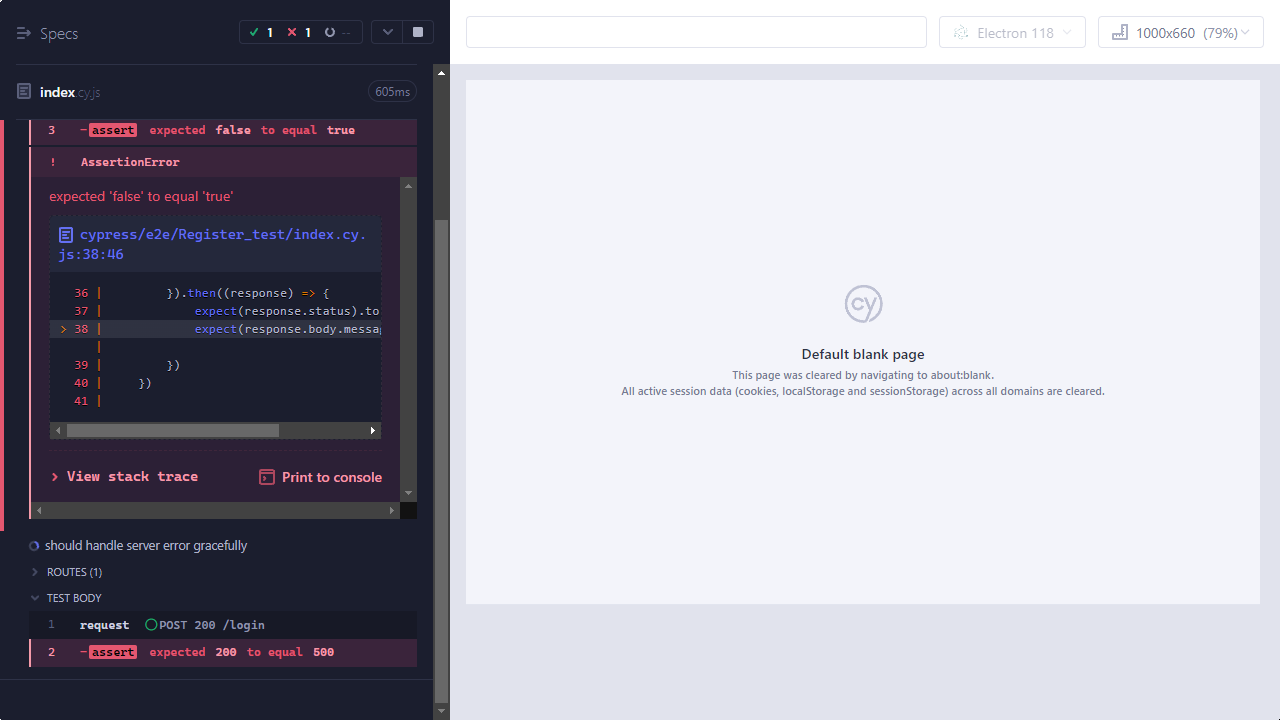 Specs
1
1
--
Electron 118
1000x660 (79%)
index.cy.js
605ms
3 -assert expected false to equal true
! AssertionError
expected 'false' to equal 'true'
cypress/e2e/Register_test/index.cy.
js:38:46
36 | }).then((response) => {
37 | expect(response.status).to
> 38 | expect(response.body.messag
|
39 | })
40 | })
41 |
View stack trace
Print to console
should handle server error gracefully
ROUTES (1)
TEST BODY
1 request POST 200 /login
2 -assert expected 200 to equal 500
cy
Default blank page
This page was cleared by navigating to about:blank.
All active session data (cookies, localStorage and sessionStorage) across all domains are cleared.